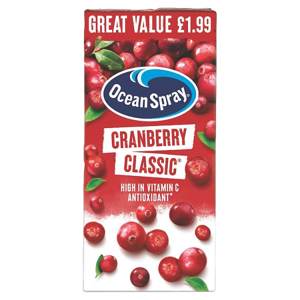 GREAT VALUE £1.99
Ocean Spray®
CRANBERRY
CLASSIC*
HIGH IN VITAMIN C
ANTIOXIDANT*